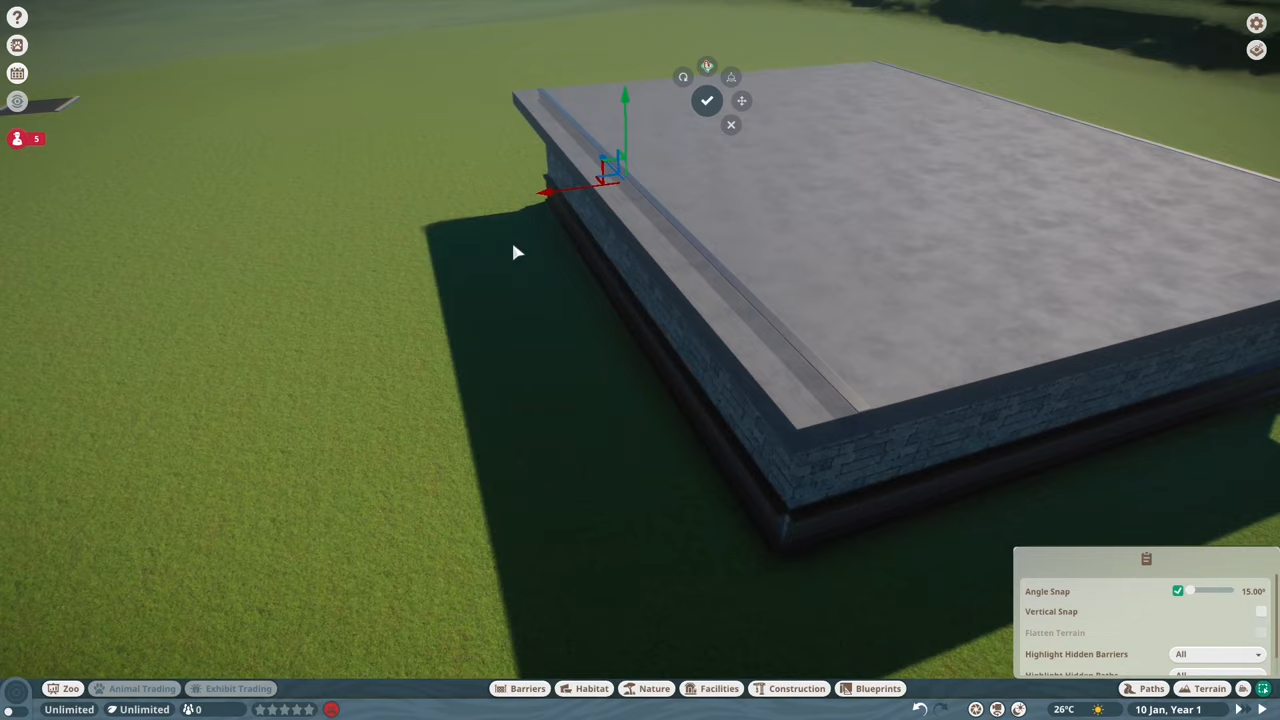 ?
5
Angle Snap 15.00°
Vertical Snap
Flatten Terrain
Highlight Hidden Barriers All
Zoo Animal Trading Exhibit Trading Barriers Habitat Nature Facilities Construction Blueprints Paths Terrain
Unlimited Unlimited 0 26°C 10 Jan, Year 1